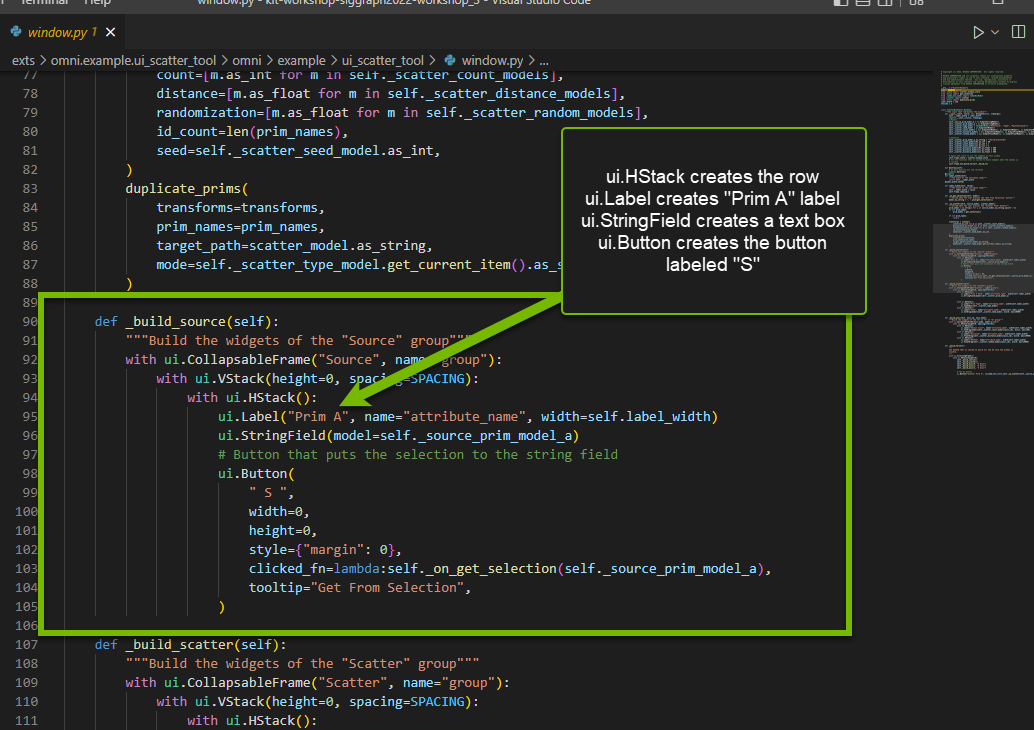 Terminal Help
window.py - kit-workshop-siggraph2022-workshop_3 - Visual Studio Code
window.py 1
exts > omni.example.ui_scatter_tool > omni > example > ui_scatter_tool > window.py > ...
77 count=[m.as_int for m in self._scatter_count_models],
78 distance=[m.as_float for m in self._scatter_distance_models],
79 randomization=[m.as_float for m in self._scatter_random_models],
80 id_count=len(prim_names),
81 seed=self._scatter_seed_model.as_int,
82 )
83 duplicate_prims(
84 transforms=transforms,
85 prim_names=prim_names,
86 target_path=scatter_model.as_string,
87 mode=self._scatter_type_model.get_current_item().as_s
88 )
ui.HStack creates the row
ui.Label creates "Prim A" label
ui.StringField creates a text box
ui.Button creates the button
labeled "S"
89
90 def _build_source(self):
91 """Build the widgets of the "Source" group"""
92 with ui.CollapsableFrame("Source", name="group"):
93 with ui.VStack(height=0, spacing=SPACING):
94 with ui.HStack():
95 ui.Label("Prim A", name="attribute_name", width=self.label_width)
96 ui.StringField(model=self._source_prim_model_a)
97 # Button that puts the selection to the string field
98 ui.Button(
99 " S ",
100 width=0,
101 height=0,
102 style={"margin": 0},
103 clicked_fn=lambda:self._on_get_selection(self._source_prim_model_a),
104 tooltip="Get From Selection",
105 )
106
107 def _build_scatter(self):
108 """Build the widgets of the "Scatter" group"""
109 with ui.CollapsableFrame("Scatter", name="group"):
110 with ui.VStack(height=0, spacing=SPACING):
111 with ui.HStack():